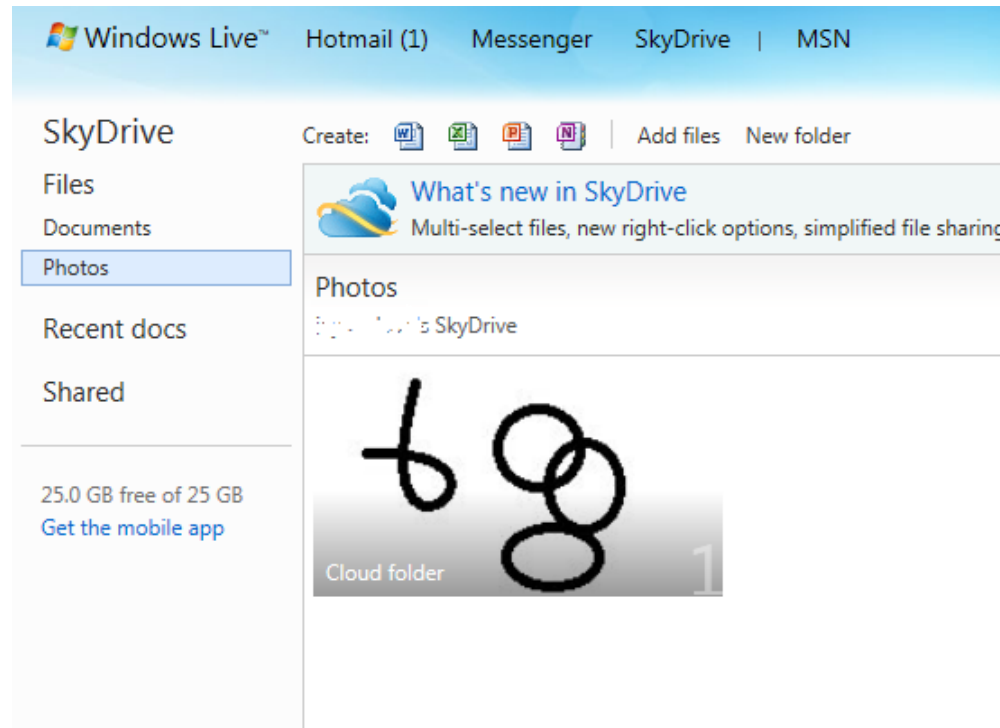 Windows Live™ Hotmail (1) Messenger SkyDrive | MSN
SkyDrive
Create: Add files New folder
Files
Documents
Photos
Recent docs
Shared
25.0 GB free of 25 GB
Get the mobile app
What's new in SkyDrive
Multi-select files, new right-click options, simplified file sharing
Photos
's SkyDrive
Cloud folder 1